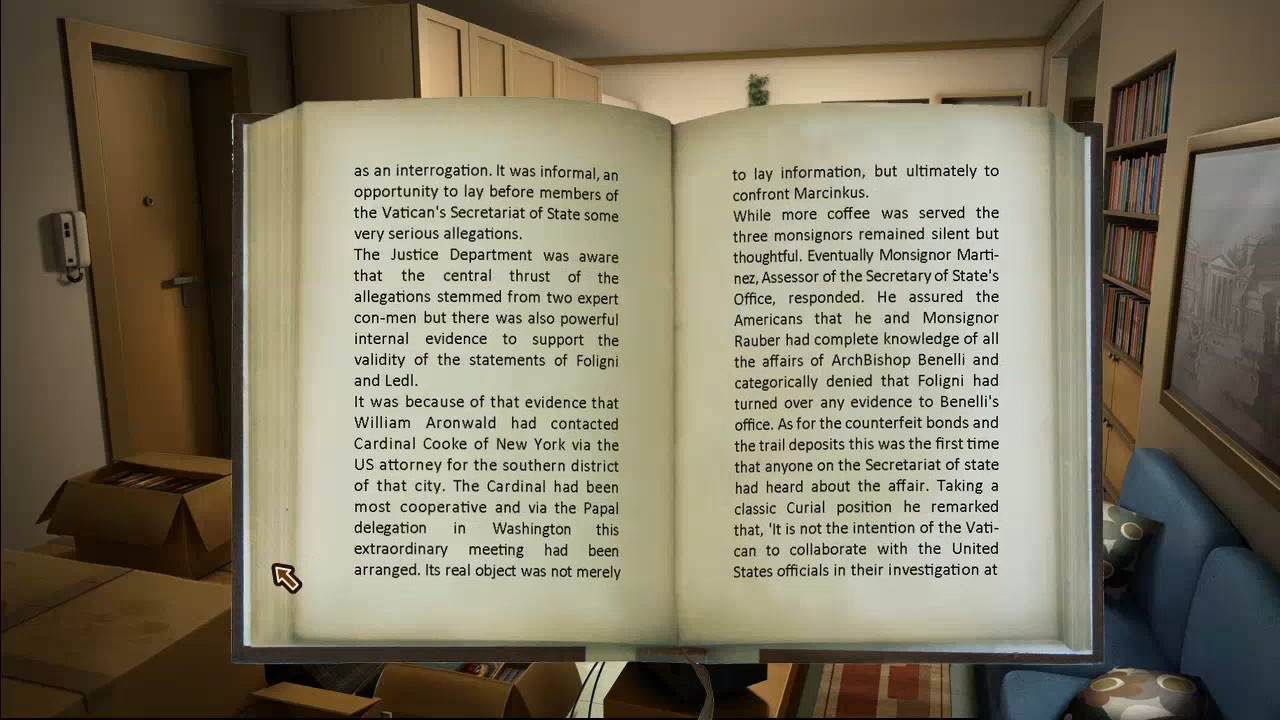 as an interrogation. It was informal, an
opportunity to lay before members of
the Vatican's Secretariat of State some
very serious allegations.
The Justice Department was aware
that the central thrust of the
allegations stemmed from two expert
con-men but there was also powerful
internal evidence to support the
validity of the statements of Foligni
and Ledl.
It was because of that evidence that
William Aronwald had contacted
Cardinal Cooke of New York via the
US attorney for the southern district
of that city. The Cardinal had been
most cooperative and via the Papal
delegation in Washington this
extraordinary meeting had been
arranged. Its real object was not merely
to lay information, but ultimately to
confront Marcinkus.
While more coffee was served the
three monsignors remained silent but
thoughtful. Eventually Monsignor Marti-
nez, Assessor of the Secretary of State's
Office, responded. He assured the
Americans that he and Monsignor
Rauber had complete knowledge of all
the affairs of ArchBishop Benelli and
categorically denied that Foligni had
turned over any evidence to Benelli's
office. As for the counterfeit bonds and
the trail deposits this was the first time
that anyone on the Secretariat of state
had heard about the affair. Taking a
classic Curial position he remarked
that, 'It is not the intention of the Vati-
can to collaborate with the United
States officials in their investigation at